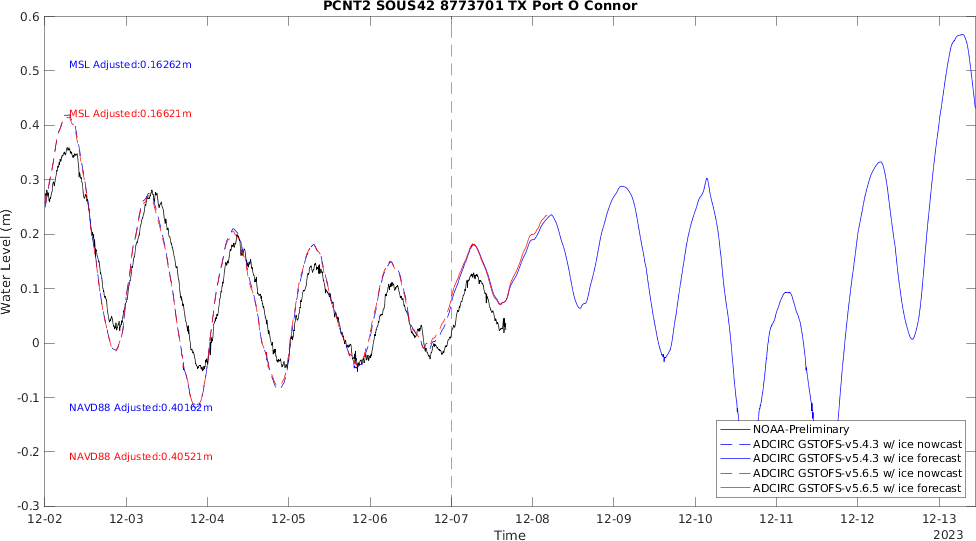 PCNT2 SOUS42 8773701 TX Port O Connor
0.6
0.5
0.4
0.3
0.2
0.1
0
-0.1
-0.2
-0.3
Water Level (m)
MSL Adjusted:0.16262m
MSL Adjusted:0.16621m
NAVD88 Adjusted:0.40162m
NAVD88 Adjusted:0.40521m
NOAA-Preliminary
ADCIRC GSTOFS-v5.4.3 w/ ice nowcast
ADCIRC GSTOFS-v5.4.3 w/ ice forecast
ADCIRC GSTOFS-v5.6.5 w/ ice nowcast
ADCIRC GSTOFS-v5.6.5 w/ ice forecast
12-02 12-03 12-04 12-05 12-06 12-07 12-08 12-09 12-10 12-11 12-12 12-13
Time
2023